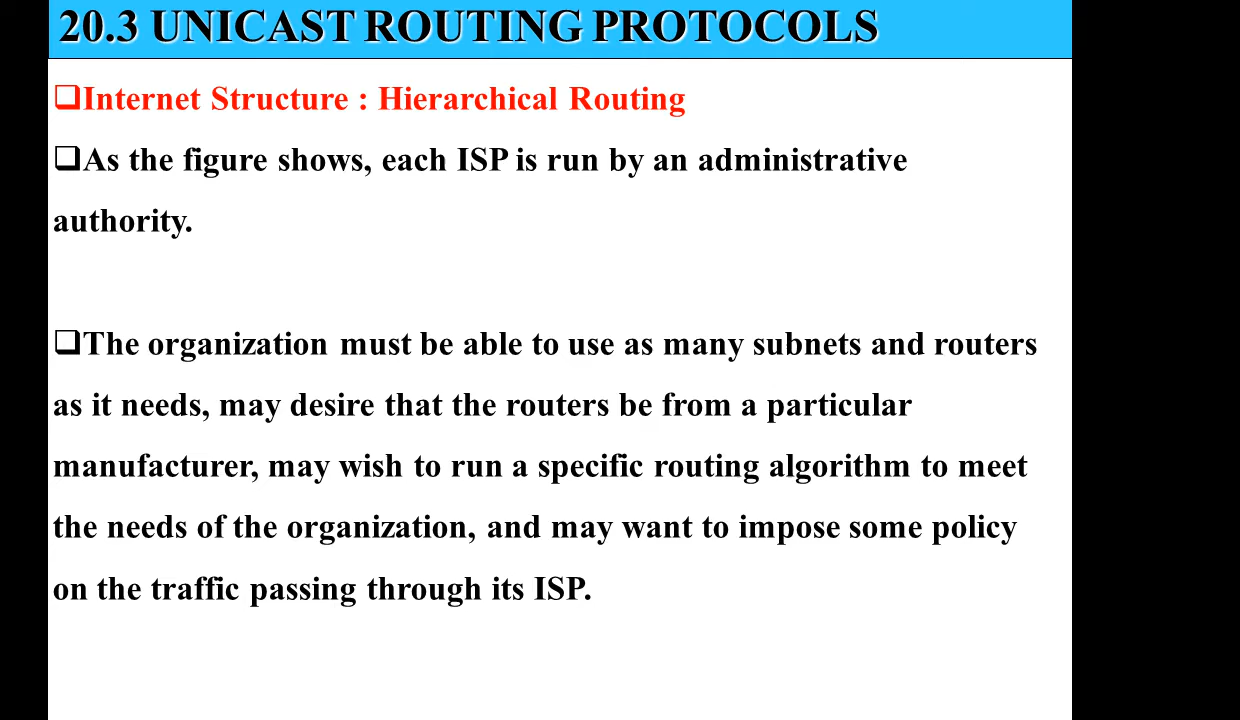 20.3 UNICAST ROUTING PROTOCOLS
❑Internet Structure : Hierarchical Routing
❑As the figure shows, each ISP is run by an administrative
authority.
❑The organization must be able to use as many subnets and routers
as it needs, may desire that the routers be from a particular
manufacturer, may wish to run a specific routing algorithm to meet
the needs of the organization, and may want to impose some policy
on the traffic passing through its ISP.